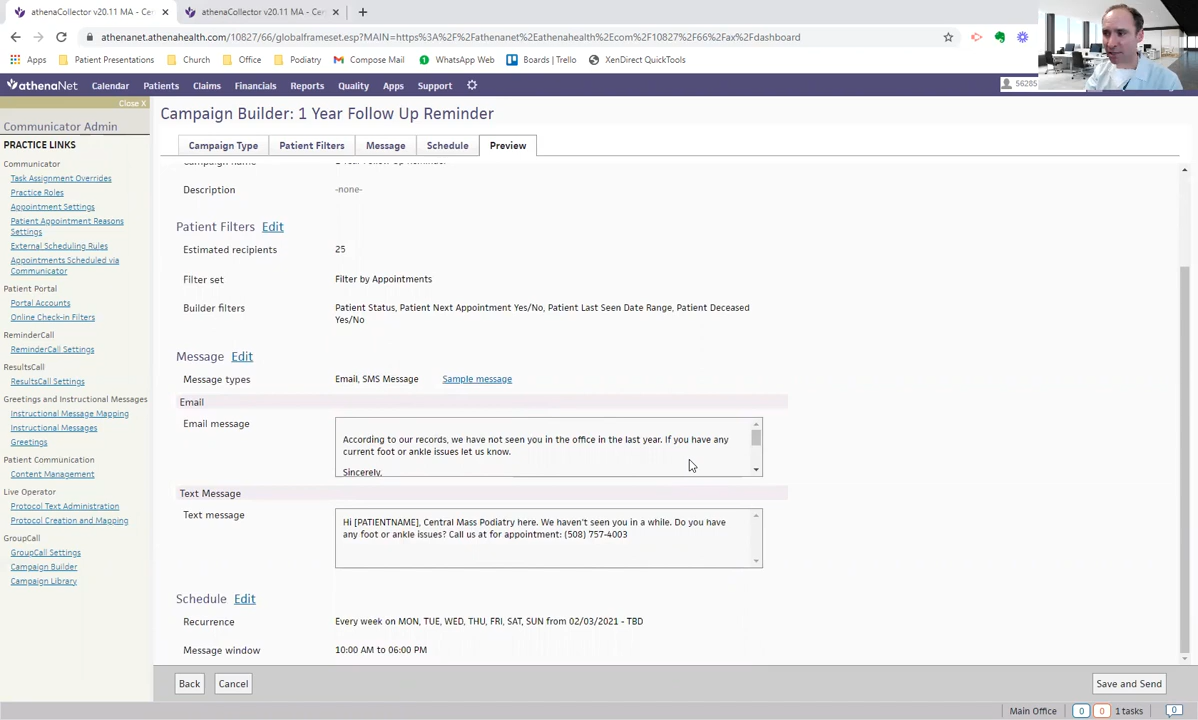 athenaCollector v20.11 MA - Cer
athenaCollector v20.11 MA - Cer
athenanet.athenahealth.com/10827/66/globalframeset.esp?MAIN=https%3A%2F%2Fathenanet%2Eathenahealth%2Ecom%2F10827%2F66%2Fax%2Fdashboard
Apps
Patient Presentations
Church
Office
Podiatry
Compose Mail
WhatsApp Web
Boards | Trello
XenDirect QuickTools
athenaNet
Calendar
Patients
Claims
Financials
Reports
Quality
Apps
Support
56285
Close X
Communicator Admin
PRACTICE LINKS
Communicator
Task Assignment Overrides
Practice Roles
Appointment Settings
Patient Appointment Reasons
Settings
External Scheduling Rules
Appointments Scheduled via
Communicator
Patient Portal
Portal Accounts
Online Check-in Filters
ReminderCall
ReminderCall Settings
ResultsCall
ResultsCall Settings
Greetings and Instructional Messages
Instructional Message Mapping
Instructional Messages
Greetings
Patient Communication
Content Management
Live Operator
Protocol Text Administration
Protocol Creation and Mapping
GroupCall
GroupCall Settings
Campaign Builder
Campaign Library
Campaign Builder: 1 Year Follow Up Reminder
Campaign Type
Patient Filters
Message
Schedule
Preview
Campaign name
1 Year Follow Up Reminder
Description
-none-
Patient Filters Edit
Estimated recipients
25
Filter set
Filter by Appointments
Builder filters
Patient Status, Patient Next Appointment Yes/No, Patient Last Seen Date Range, Patient Deceased
Yes/No
Message Edit
Message types
Email, SMS Message
Sample message
Email
Email message
According to our records, we have not seen you in the office in the last year. If you have any
current foot or ankle issues let us know.
Sincerely,
Text Message
Text message
Hi [PATIENTNAME], Central Mass Podiatry here. We haven't seen you in a while. Do you have
any foot or ankle issues? Call us at for appointment: (508) 757-4003
Schedule Edit
Recurrence
Every week on MON, TUE, WED, THU, FRI, SAT, SUN from 02/03/2021 - TBD
Message window
10:00 AM to 06:00 PM
Back
Cancel
Save and Send
Main Office
0
0
1 tasks
0